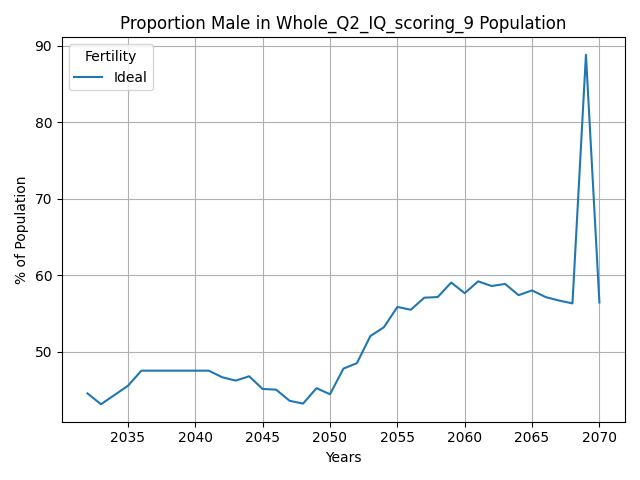 Proportion Male in Whole_Q2_IQ_scoring_9 Population
Fertility
Ideal
90
80
70
60
50
% of Population
2035 2040 2045 2050 2055 2060 2065 2070
Years